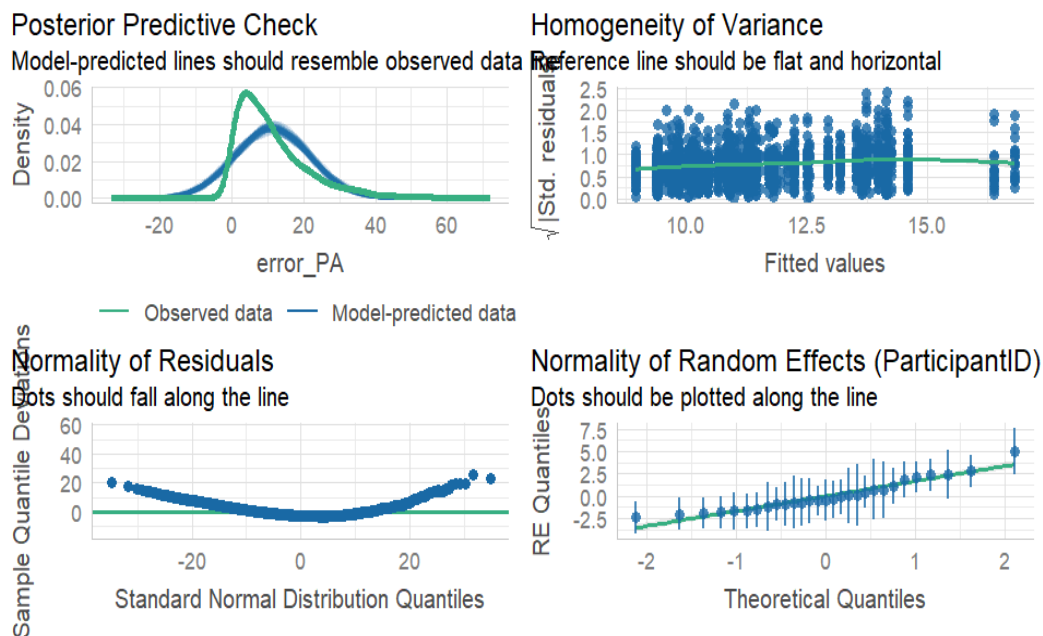 Posterior Predictive Check
Model-predicted lines should resemble observed data line
Density
0.06
0.04
0.02
0.00
-20
0
20
40
60
error_PA
Observed data
Model-predicted data
Homogeneity of Variance
Reference line should be flat and horizontal
√|Std. residuals|
2.5
2.0
1.5
1.0
0.5
0.0
10.0
12.5
15.0
Fitted values
Normality of Residuals
Dots should fall along the line
Sample Quantile Deviations
60
40
20
0
-20
0
20
Standard Normal Distribution Quantiles
Normality of Random Effects (ParticipantID)
Dots should be plotted along the line
RE Quantiles
7.5
5.0
2.5
0.0
-2.5
-2
-1
0
1
2
Theoretical Quantiles